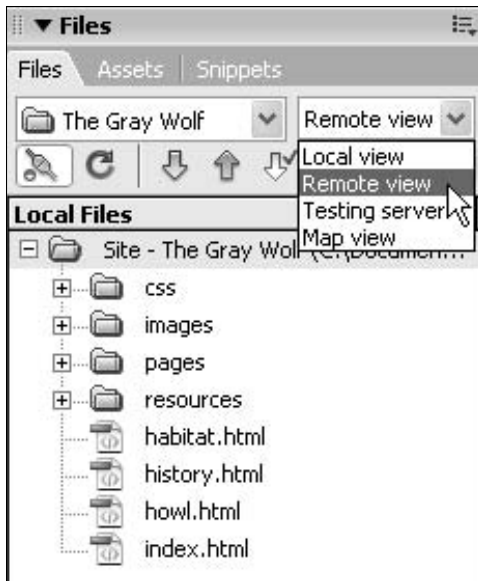 Files
Files Assets Snippets
The Gray Wolf Remote view
Local view
Remote view
Testing server
Map view
Local Files
Site - The Gray Wolf (C:\Documen...
css
images
pages
resources
habitat.html
history.html
howl.html
index.html